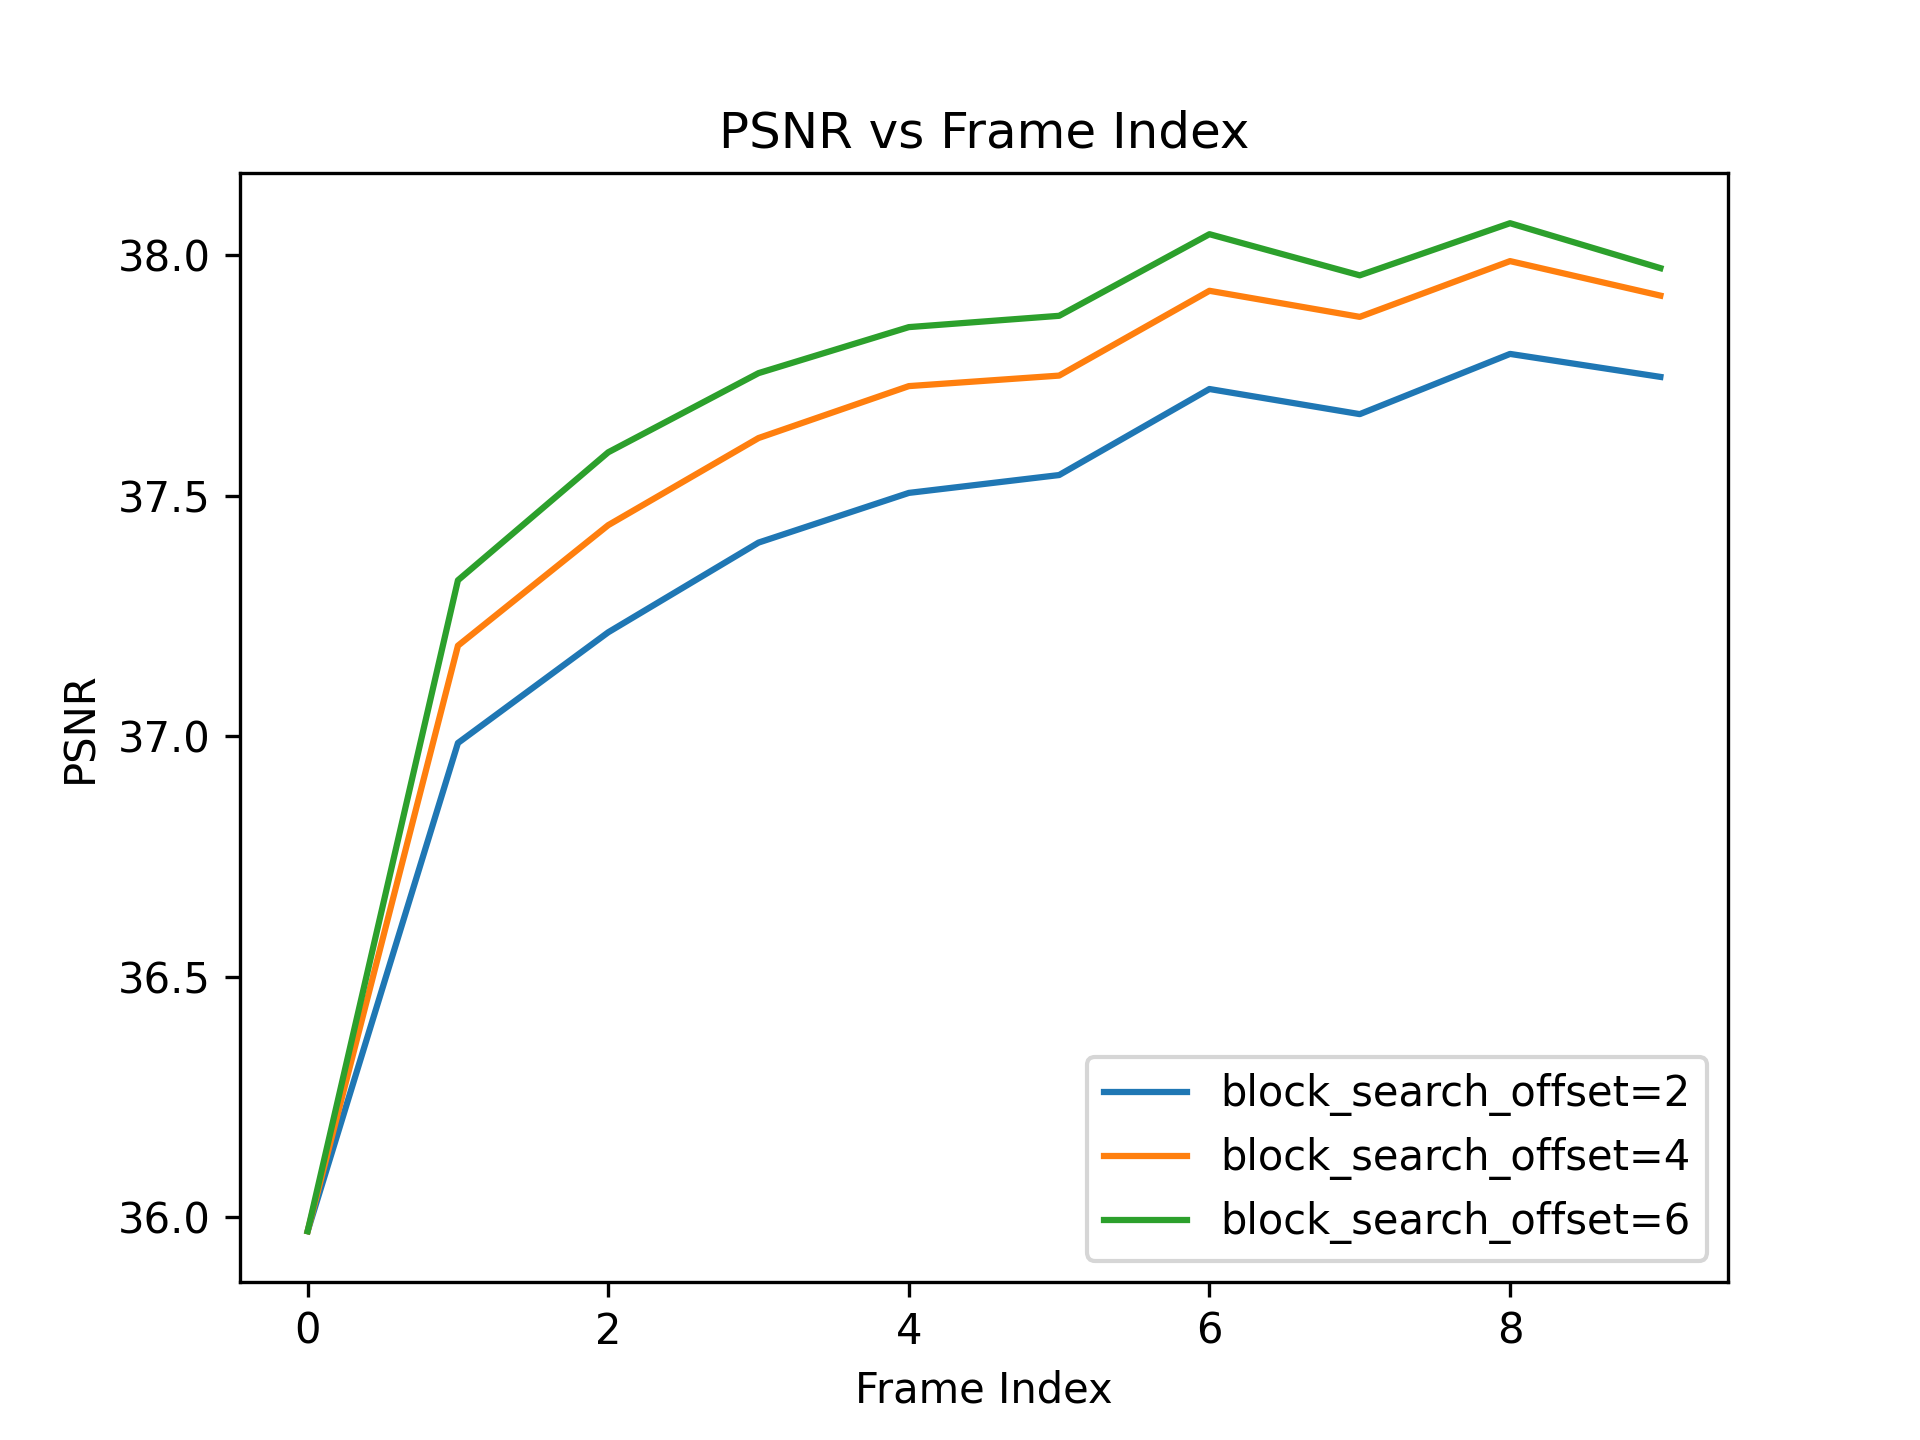 PSNR vs Frame Index
PSNR
38.0
37.5
37.0
36.5
36.0
0 2 4 6 8
Frame Index
block_search_offset=2
block_search_offset=4
block_search_offset=6